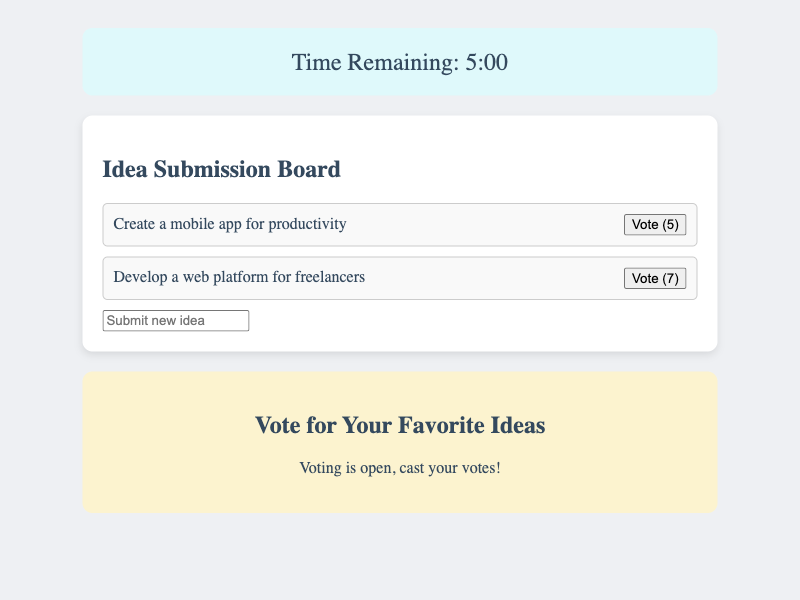 Time Remaining: 5:00
Idea Submission Board
Create a mobile app for productivity
Vote (5)
Develop a web platform for freelancers
Vote (7)
Submit new idea
Vote for Your Favorite Ideas
Voting is open, cast your votes!